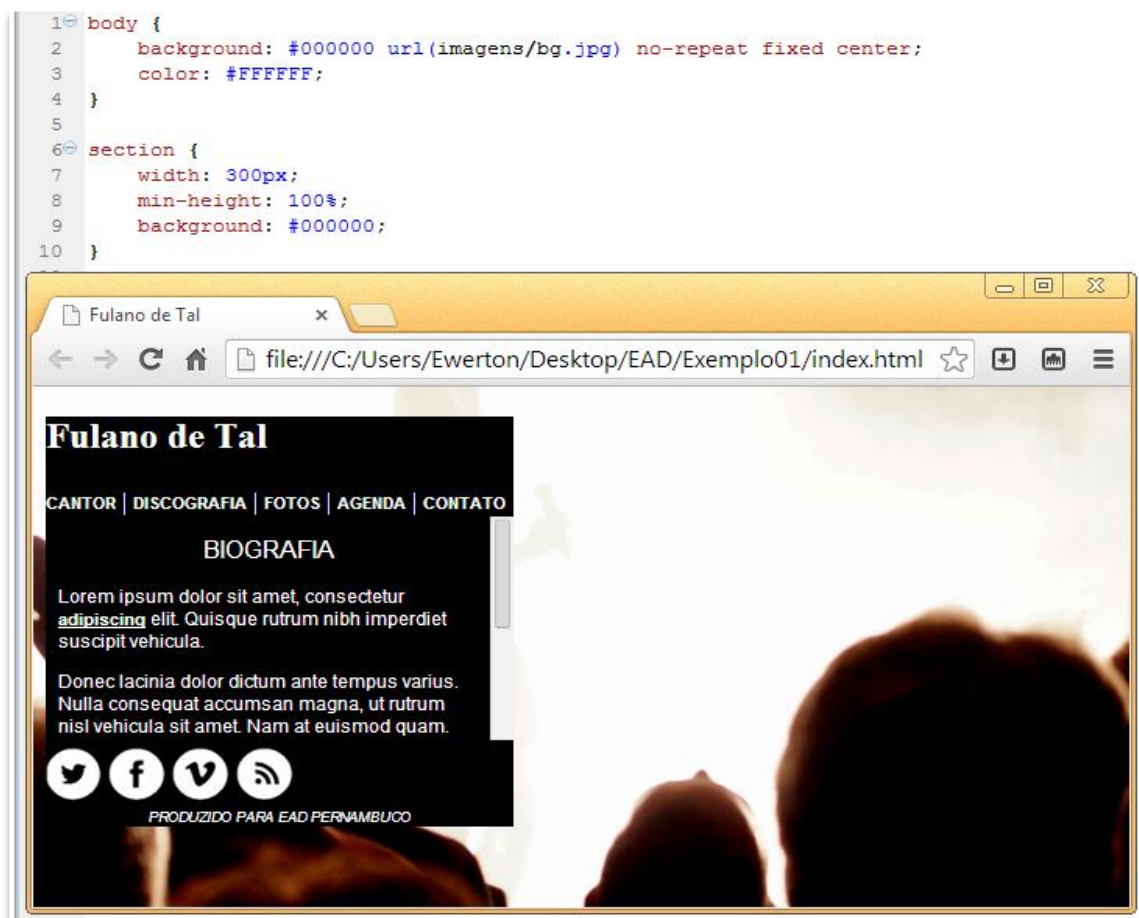 1 body {
2 background: #000000 url(imagens/bg.jpg) no-repeat fixed center;
3 color: #FFFFFF;
4 }
5
6 section {
7 width: 300px;
8 min-height: 100%;
9 background: #000000;
10 }
Fulano de Tal
file:///C:/Users/Ewerton/Desktop/EAD/Exemplo01/index.html
Fulano de Tal
CANTOR | DISCOGRAFIA | FOTOS | AGENDA | CONTATO
BIOGRAFIA
Lorem ipsum dolor sit amet, consectetur
adipiscing elit. Quisque rutrum nibh imperdiet
suscipit vehicula.
Donec lacinia dolor dictum ante tempus varius.
Nulla consequat accumsan magna, ut rutrum
nisl vehicula sit amet. Nam at euismod quam.
PRODUZIDO PARA EAD PERNAMBUCO